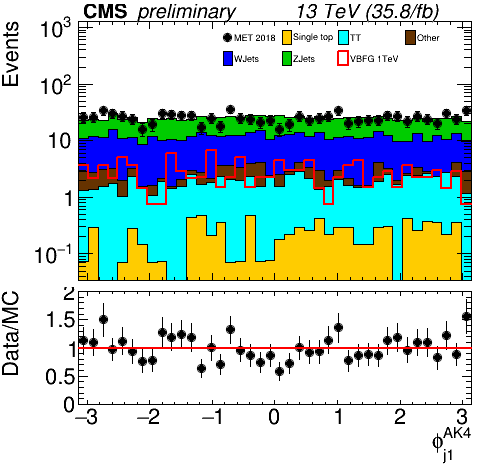 CMS preliminary 13 TeV (35.8/fb)
Events
MET 2018 Single top TT Other
WJets ZJets VBFG 1TeV
10³
10²
10
1
10⁻¹
Data/MC
2
1.5
1
0.5
0
−3 −2 −1 0 1 2 3
ϕ_{j1}^{AK4}